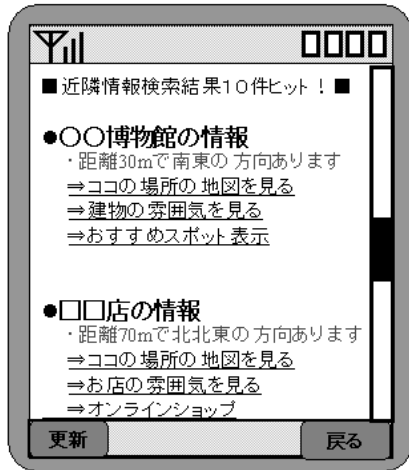 ■近隣情報検索結果10件ヒット！■
●〇〇博物館の情報
・距離30mで南東の方向あります
⇒ココの場所の地図を見る
⇒建物の雰囲気を見る
⇒おすすめスポット表示
●□□店の情報
・距離70mで北北東の方向あります
⇒ココの場所の地図を見る
⇒お店の雰囲気を見る
⇒オンラインショップ
更新 戻る